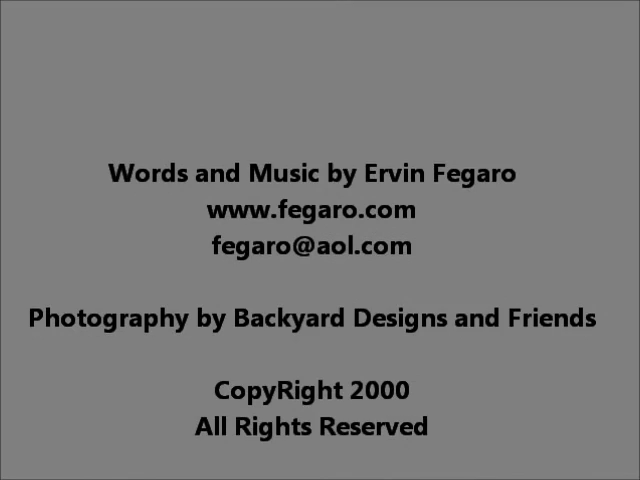 Words and Music by Ervin Fegaro
www.fegaro.com
fegaro@aol.com
Photography by Backyard Designs and Friends
CopyRight 2000
All Rights Reserved